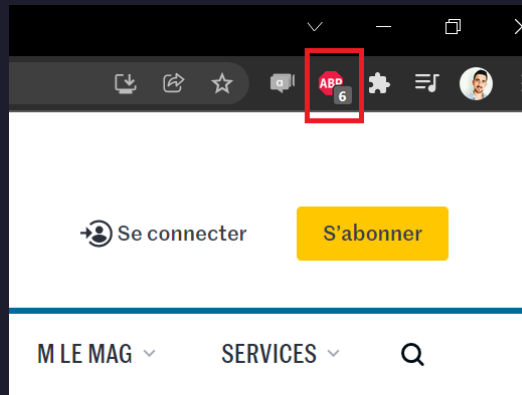 ABP
6
Se connecter
S'abonner
M LE MAG
SERVICES